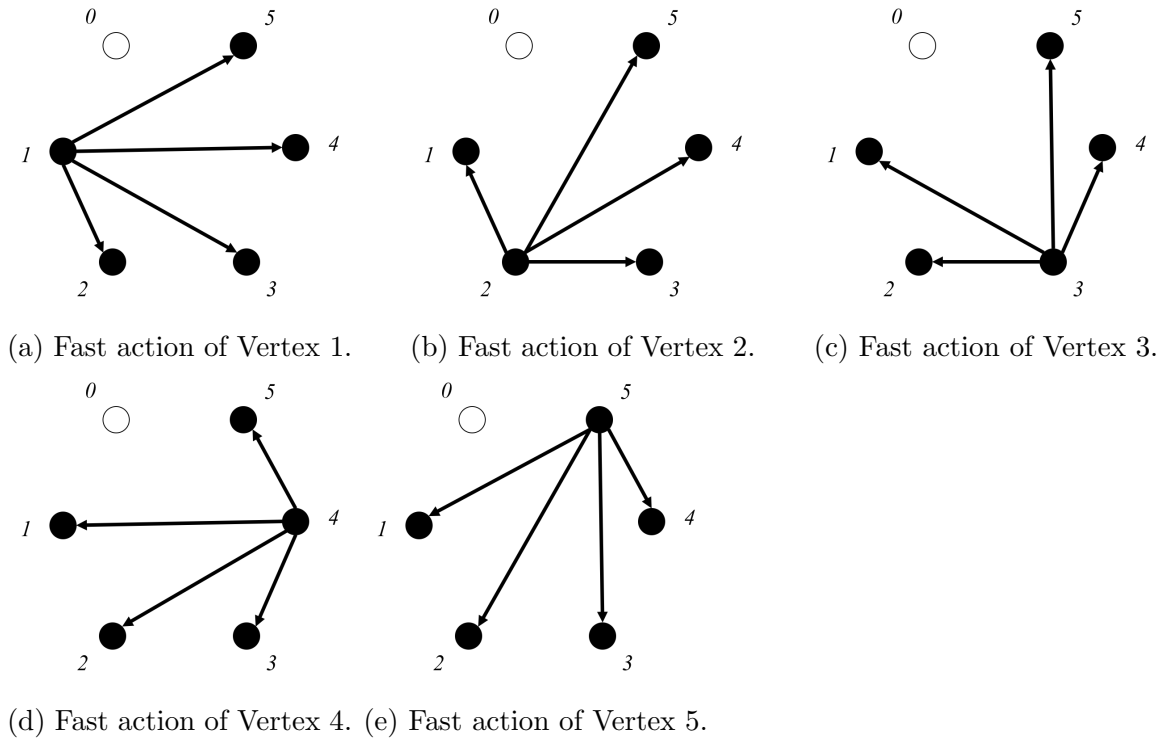 0 5 0 5 0 5
1 4 1 4 1 4
2 3 2 3 2 3
(a) Fast action of Vertex 1. (b) Fast action of Vertex 2. (c) Fast action of Vertex 3.
0 5 0 5
1 4 1 4
2 3 2 3
(d) Fast action of Vertex 4. (e) Fast action of Vertex 5.